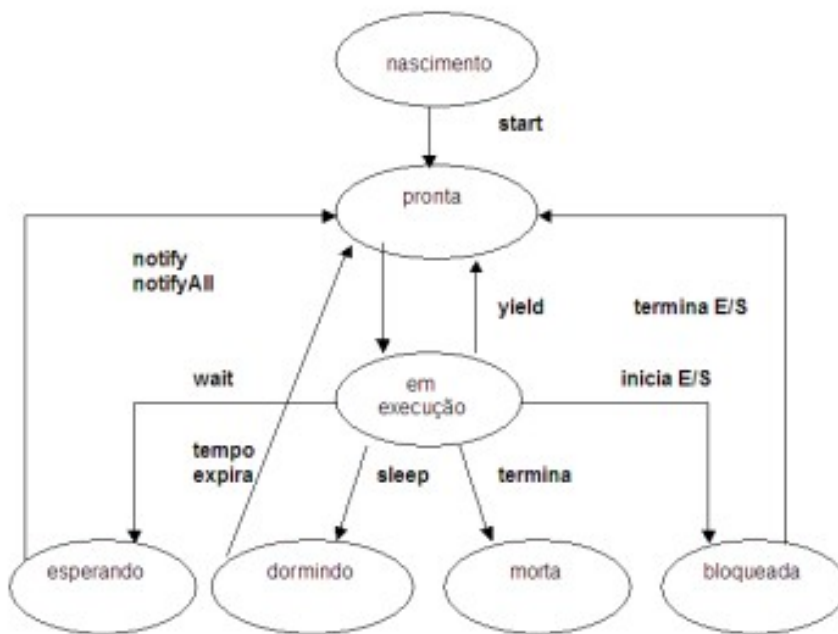 nascimento
start
pronta
notify
notifyAll
yield
termina E/S
wait
em
execução
inicia E/S
tempo
expira
sleep
termina
esperando
dormindo
morta
bloqueada